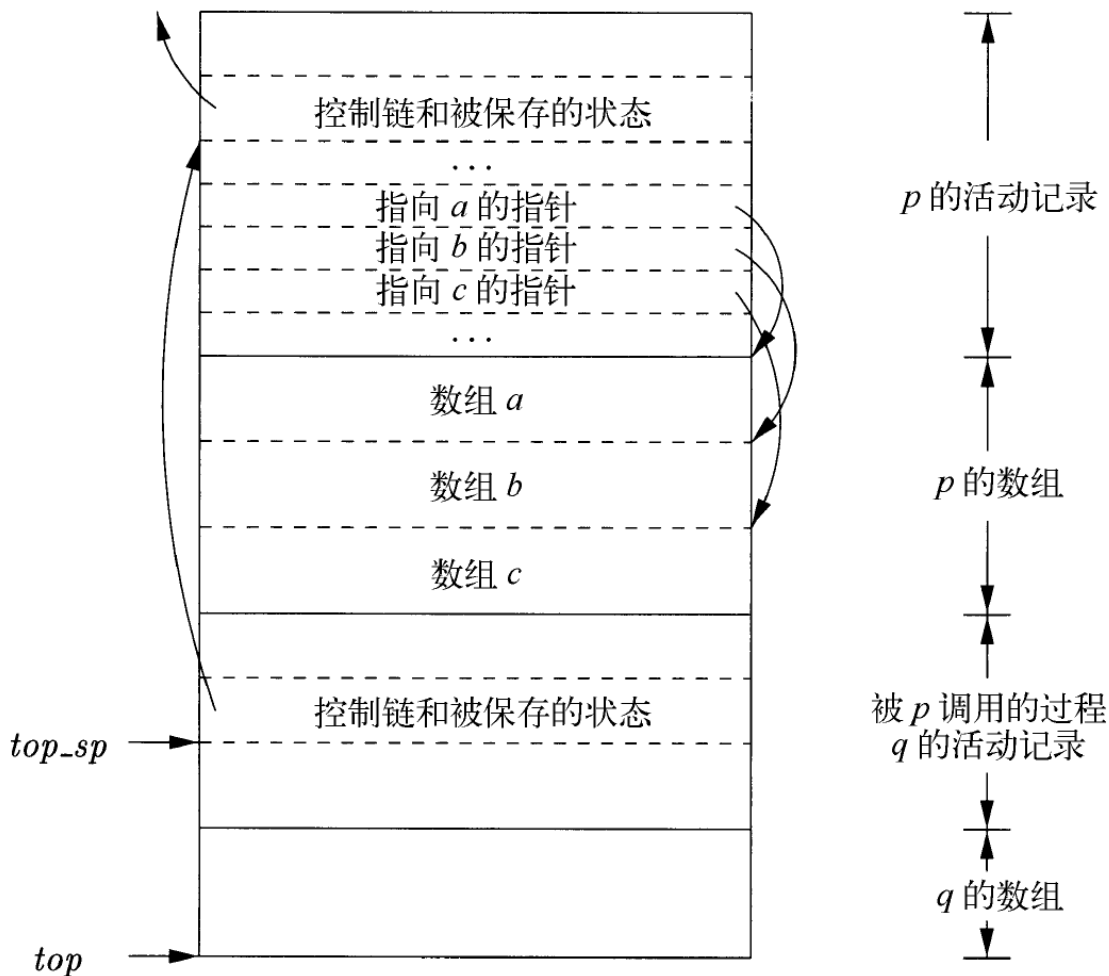 控制链和被保存的状态
...
指向 a 的指针
指向 b 的指针
指向 c 的指针
...
p 的活动记录
数组 a
数组 b
数组 c
p 的数组
控制链和被保存的状态
被 p 调用的过程
q 的活动记录
top_sp
q 的数组
top